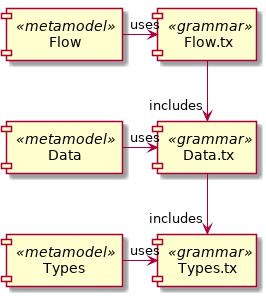 «metamodel» uses «grammar»
Flow Flow.tx
includes
«metamodel» uses «grammar»
Data Data.tx
includes
«metamodel» uses «grammar»
Types Types.tx